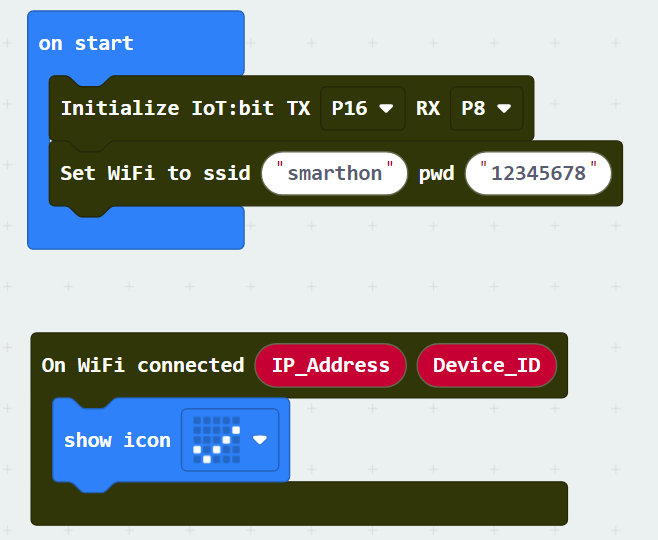 on start
Initialize IoT:bit TX P16 RX P8
Set WiFi to ssid "smarthon" pwd "12345678"
On WiFi connected IP_Address Device_ID
show icon